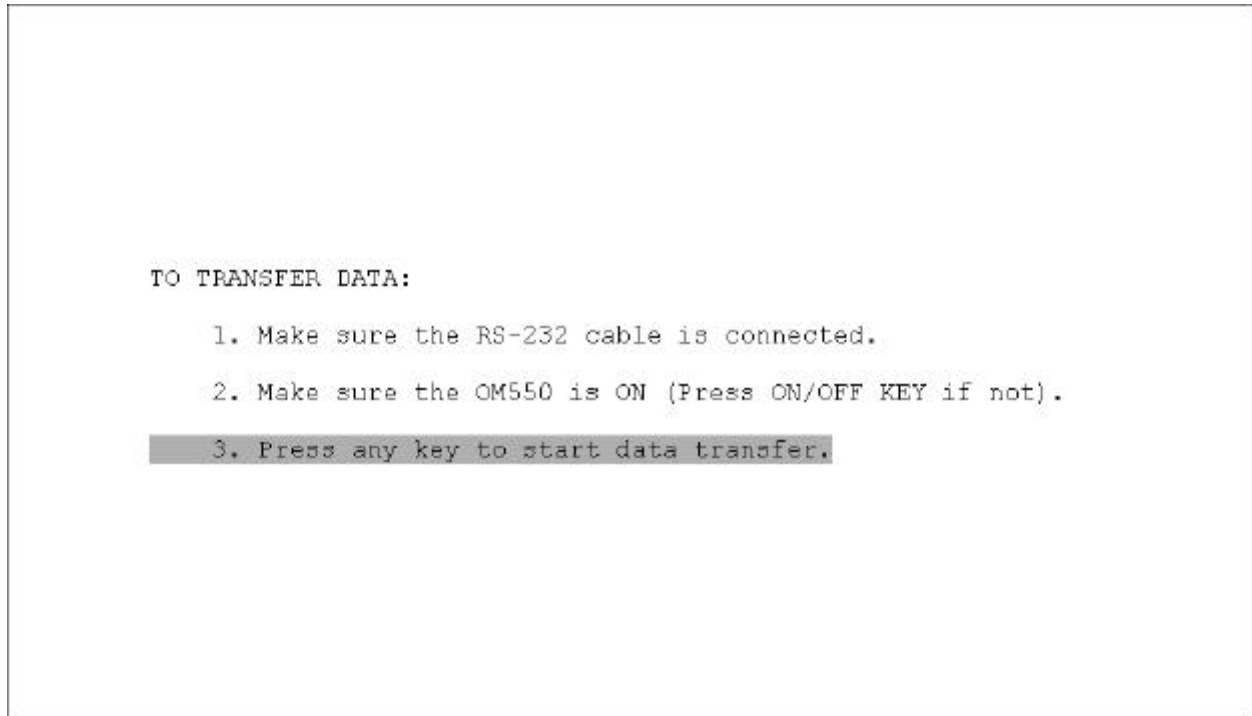 TO TRANSFER DATA:
1. Make sure the RS-232 cable is connected.
2. Make sure the OM550 is ON (Press ON/OFF KEY if not).
3. Press any key to start data transfer.